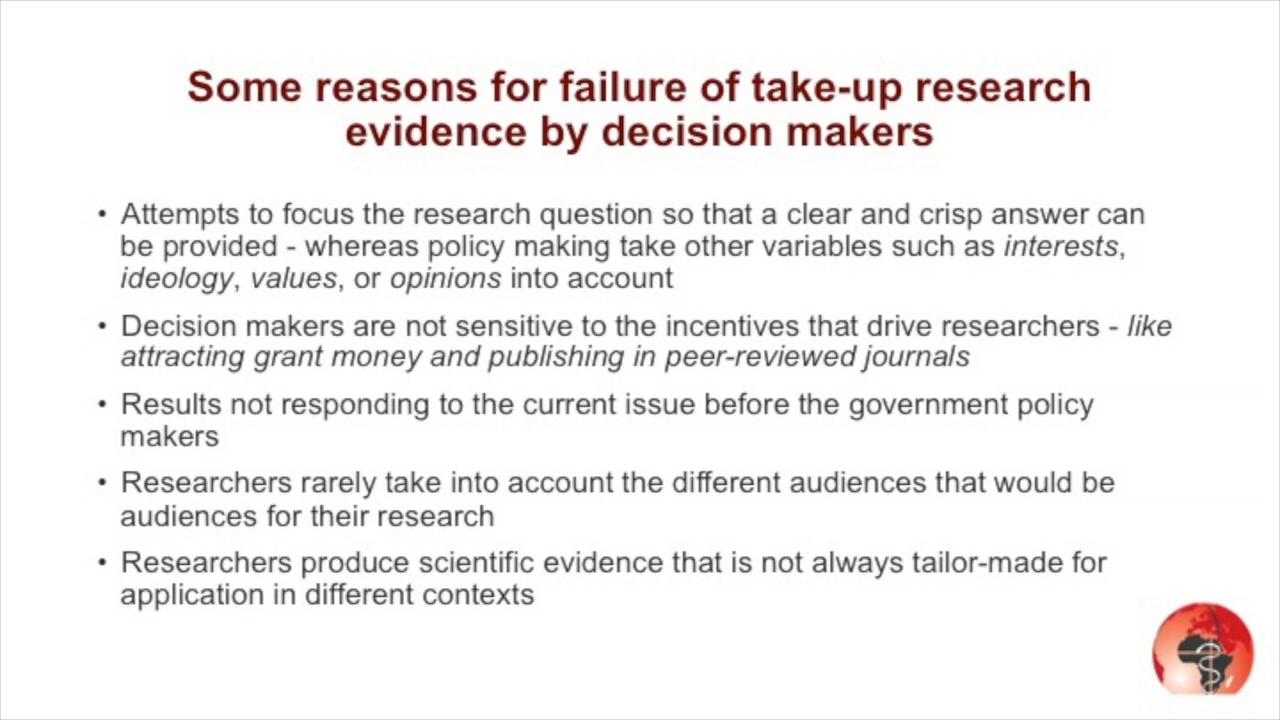 Some reasons for failure of take-up research
evidence by decision makers
• Attempts to focus the research question so that a clear and crisp answer can
be provided - whereas policy making take other variables such as interests,
ideology, values, or opinions into account
• Decision makers are not sensitive to the incentives that drive researchers - like
attracting grant money and publishing in peer-reviewed journals
• Results not responding to the current issue before the government policy
makers
• Researchers rarely take into account the different audiences that would be
audiences for their research
• Researchers produce scientific evidence that is not always tailor-made for
application in different contexts